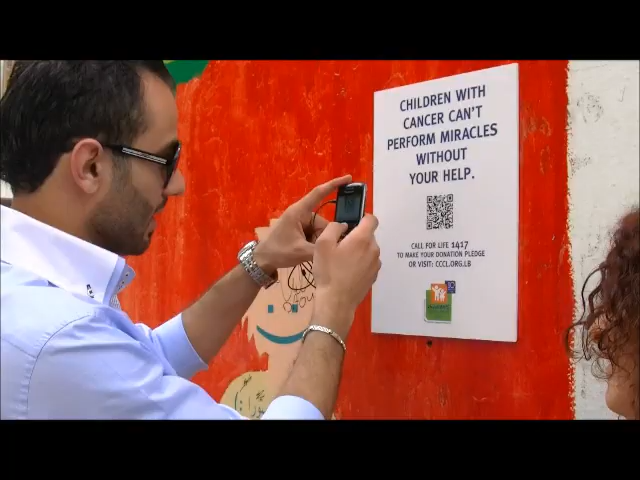 CHILDREN WITH
CANCER CAN'T
PERFORM MIRACLES
WITHOUT
YOUR HELP.
CALL FOR LIFE 1417
TO MAKE YOUR DONATION PLEDGE
OR VISIT: CCCL.ORG.LB